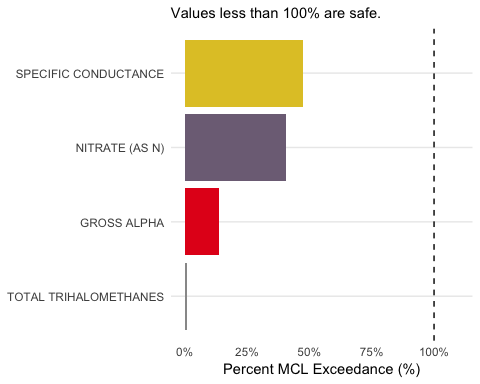 Values less than 100% are safe.
SPECIFIC CONDUCTANCE
NITRATE (AS N)
GROSS ALPHA
TOTAL TRIHALOMETHANES
0% 25% 50% 75% 100%
Percent MCL Exceedance (%)